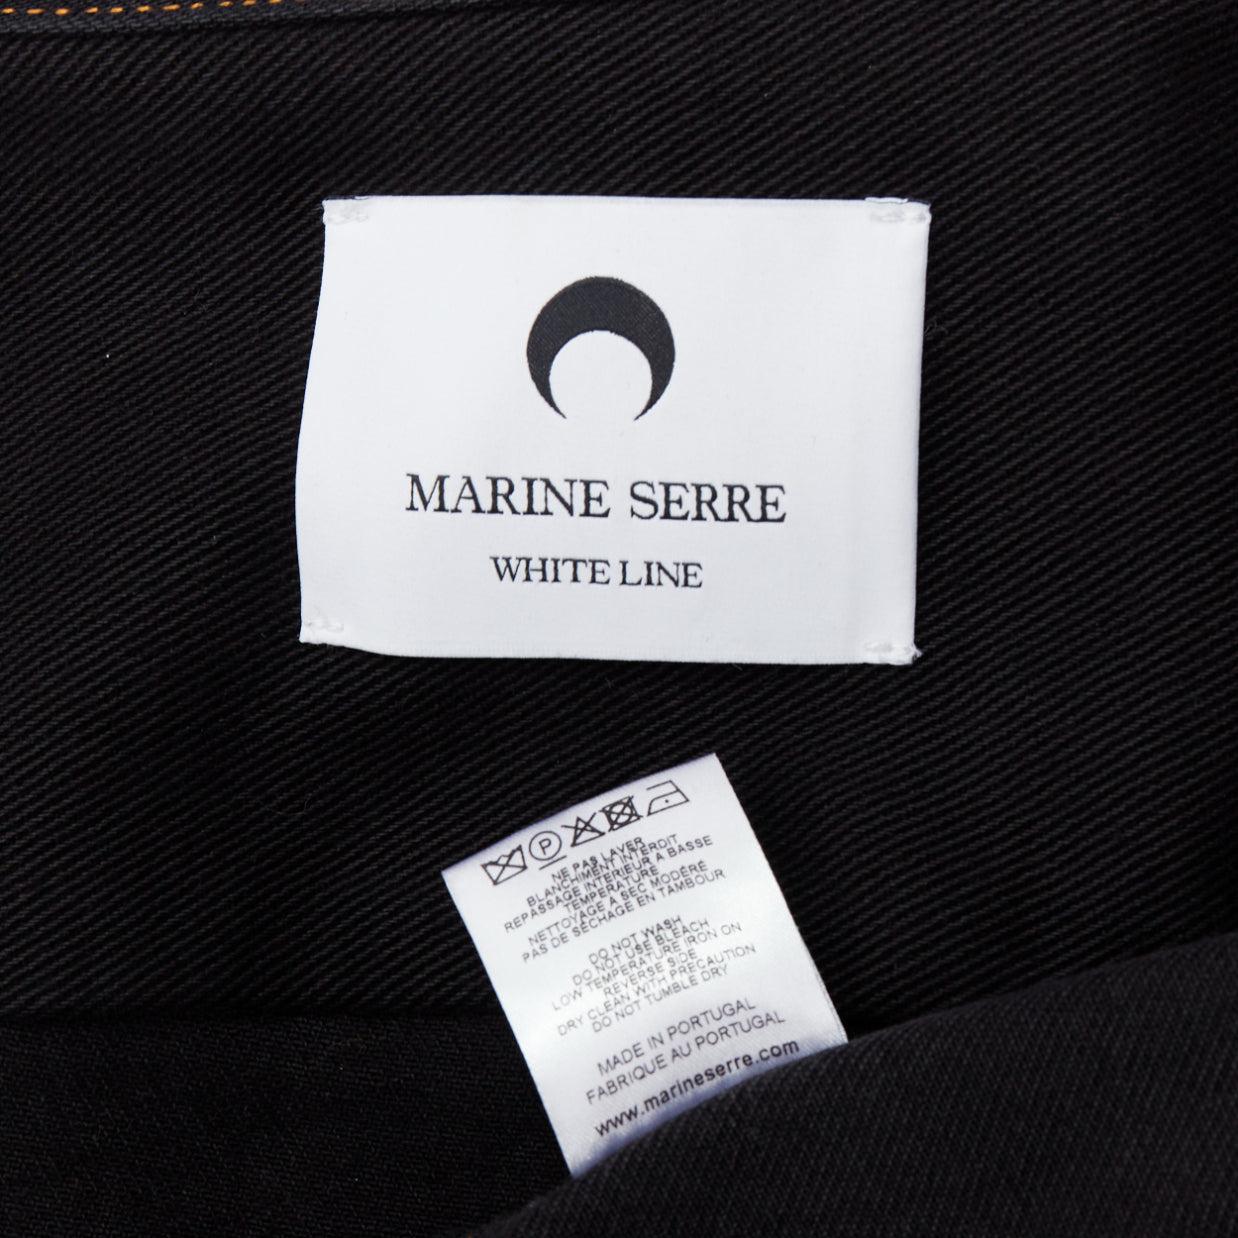 MARINE SERRE
WHITE LINE
P
NE PAS LAVER
BLANCHIMENT INTERDIT
REPASSAGE INTERIEUR A BASSE
TEMPERATURE
NETTOYAGE A SEC MODÉRÉ
PAS DE SÉCHAGE EN TAMBOUR
DO NOT WASH
DO NOT USE BLEACH
LOW TEMPERATURE IRON ON
REVERSE SIDE
DRY CLEAN WITH PRECAUTION
DO NOT TUMBLE DRY
MADE IN PORTUGAL
FABRIQUE AU PORTUGAL
www.marineserre.com